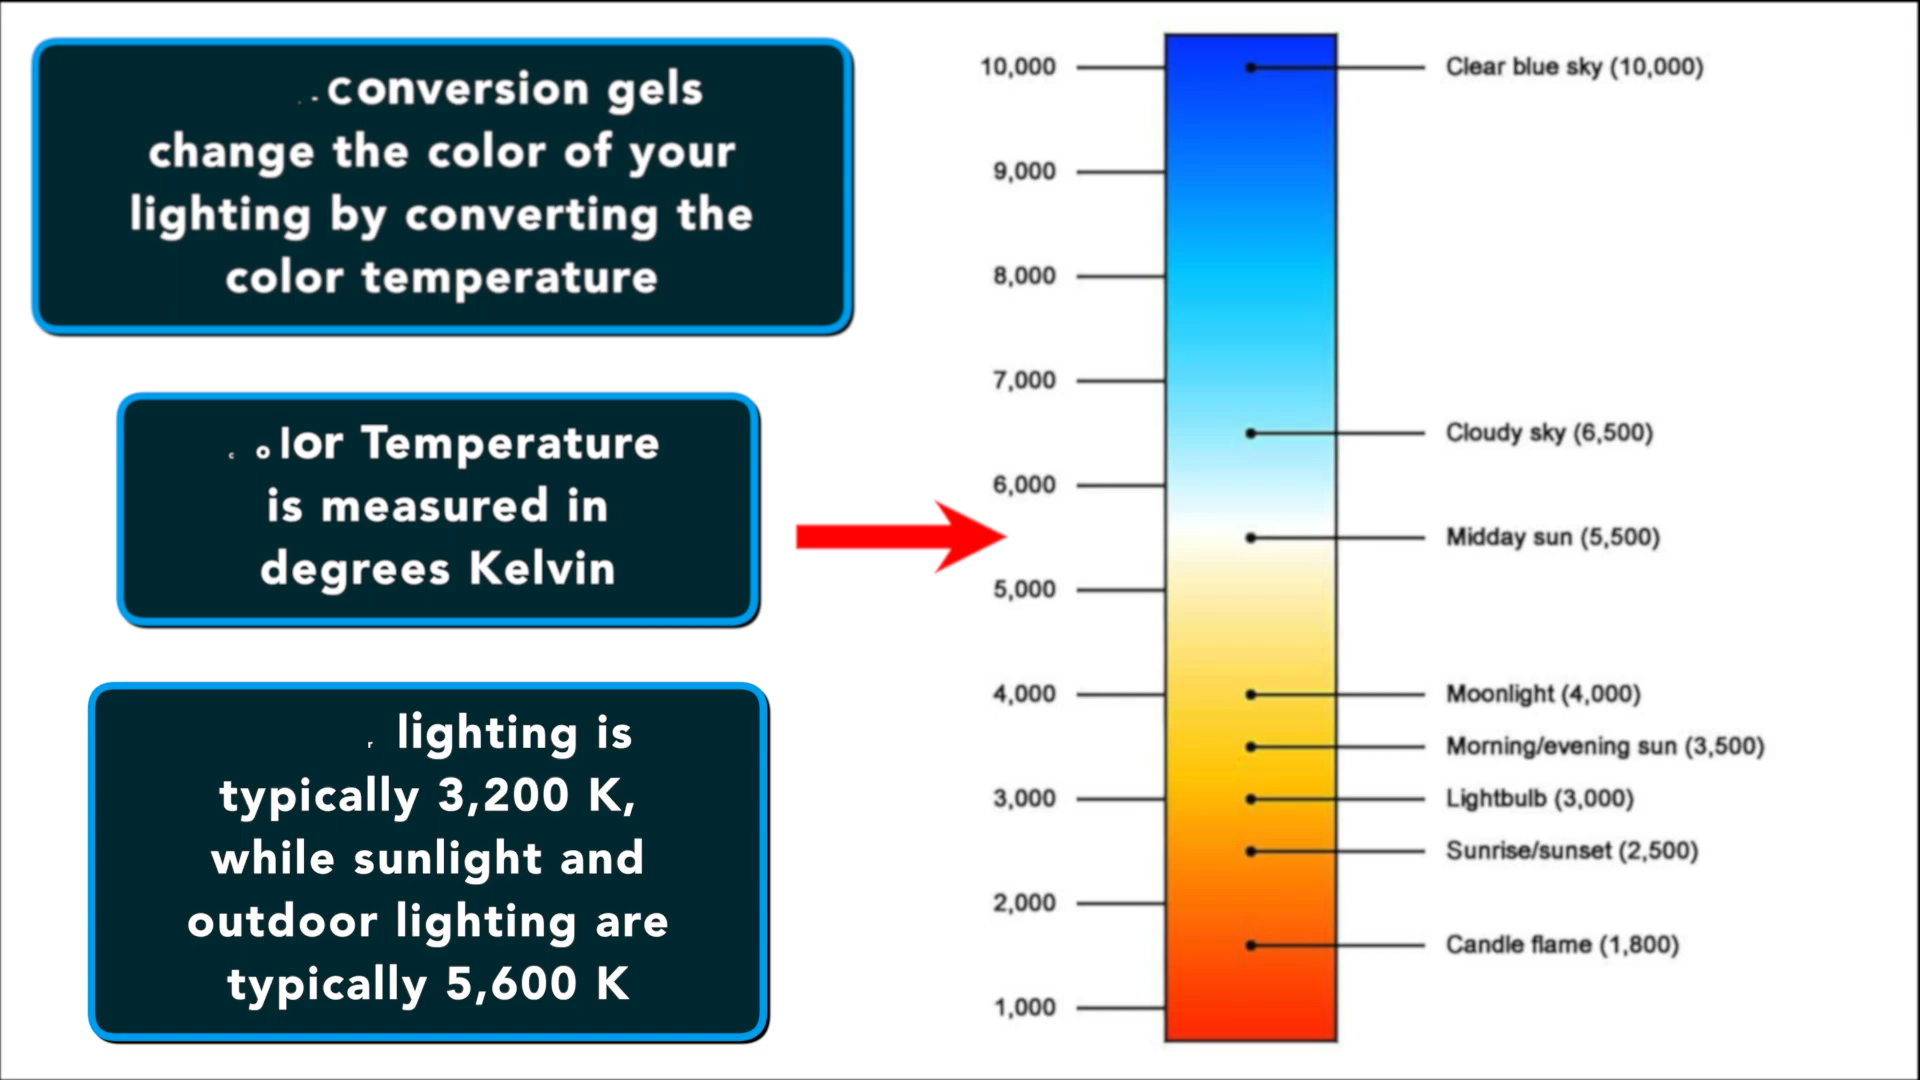 conversion gels
change the color of your
lighting by converting the
color temperature
color Temperature
is measured in
degrees Kelvin
lighting is
typically 3,200 K,
while sunlight and
outdoor lighting are
typically 5,600 K
10,000
9,000
8,000
7,000
6,000
5,000
4,000
3,000
2,000
1,000
Clear blue sky (10,000)
Cloudy sky (6,500)
Midday sun (5,500)
Moonlight (4,000)
Morning/evening sun (3,500)
Lightbulb (3,000)
Sunrise/sunset (2,500)
Candle flame (1,800)